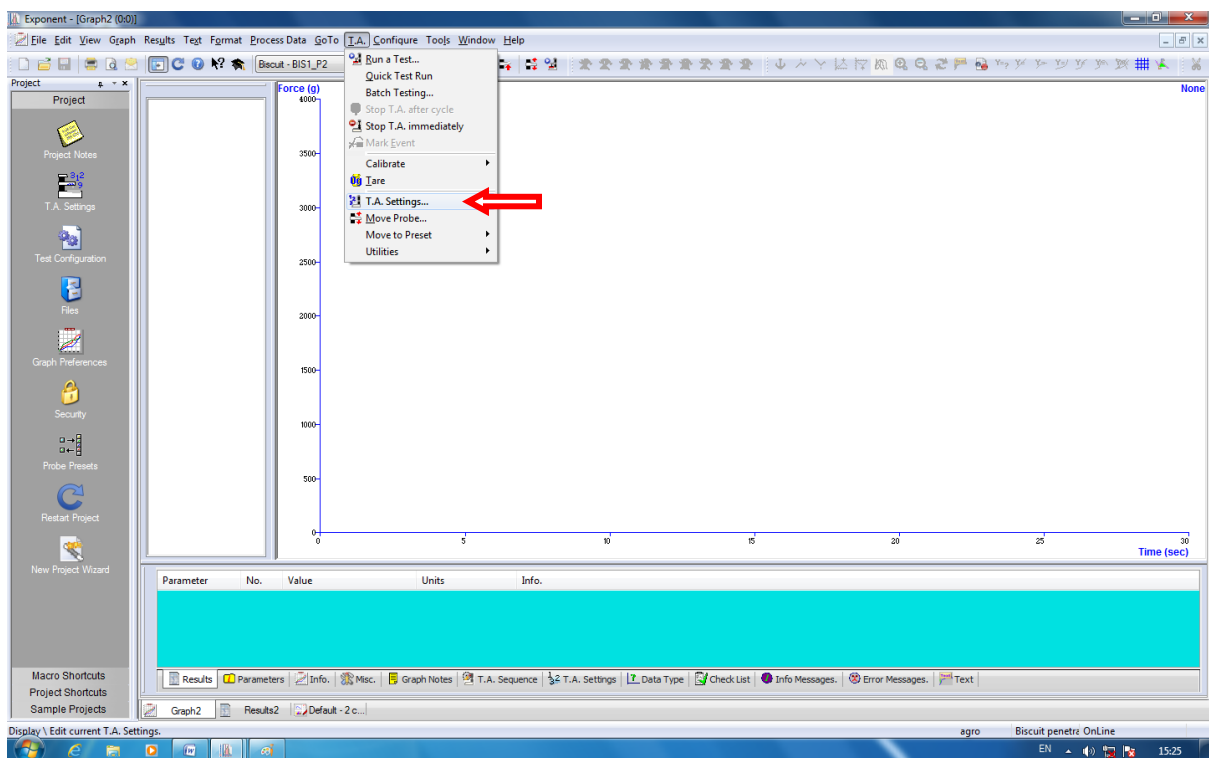 Exponent - [Graph2 (0:0)]
File Edit View Graph Results Text Format Process Data GoTo T.A. Configure Tools Window Help
Biscuit - BIS1_P2
Project
Project
Project Notes
T.A. Settings
Test Configuration
Files
Graph Preferences
Security
Probe Presets
Restart Project
New Project Wizard
Macro Shortcuts
Project Shortcuts
Sample Projects
Run a Test...
Quick Test Run
Batch Testing...
Stop T.A. after cycle
Stop T.A. immediately
Mark Event
Calibrate
Tare
T.A. Settings...
Move Probe...
Move to Preset
Utilities
Force (g)
None
4000
3500
3000
2500
2000
1500
1000
500
0
0 5 10 15 20 25 30
Time (sec)
Parameter No. Value Units Info.
Results Parameters Info. Misc. Graph Notes T.A. Sequence T.A. Settings Data Type Check List Info Messages. Error Messages. Text
Graph2 Results2 Default - 2 c...
Display \ Edit current T.A. Settings. agro Biscuit penetra OnLine
EN 15:25